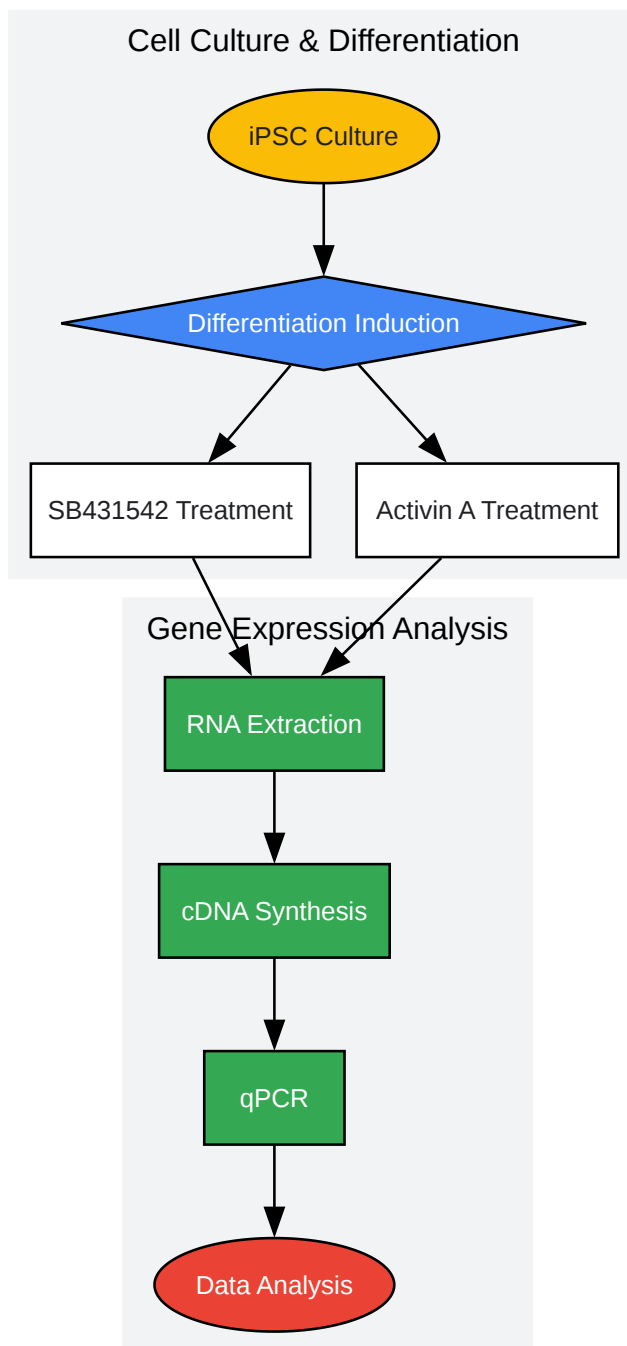 Cell Culture & Differentiation
iPSC Culture
Differentiation Induction
SB431542 Treatment
Activin A Treatment
Gene Expression Analysis
RNA Extraction
cDNA Synthesis
qPCR
Data Analysis